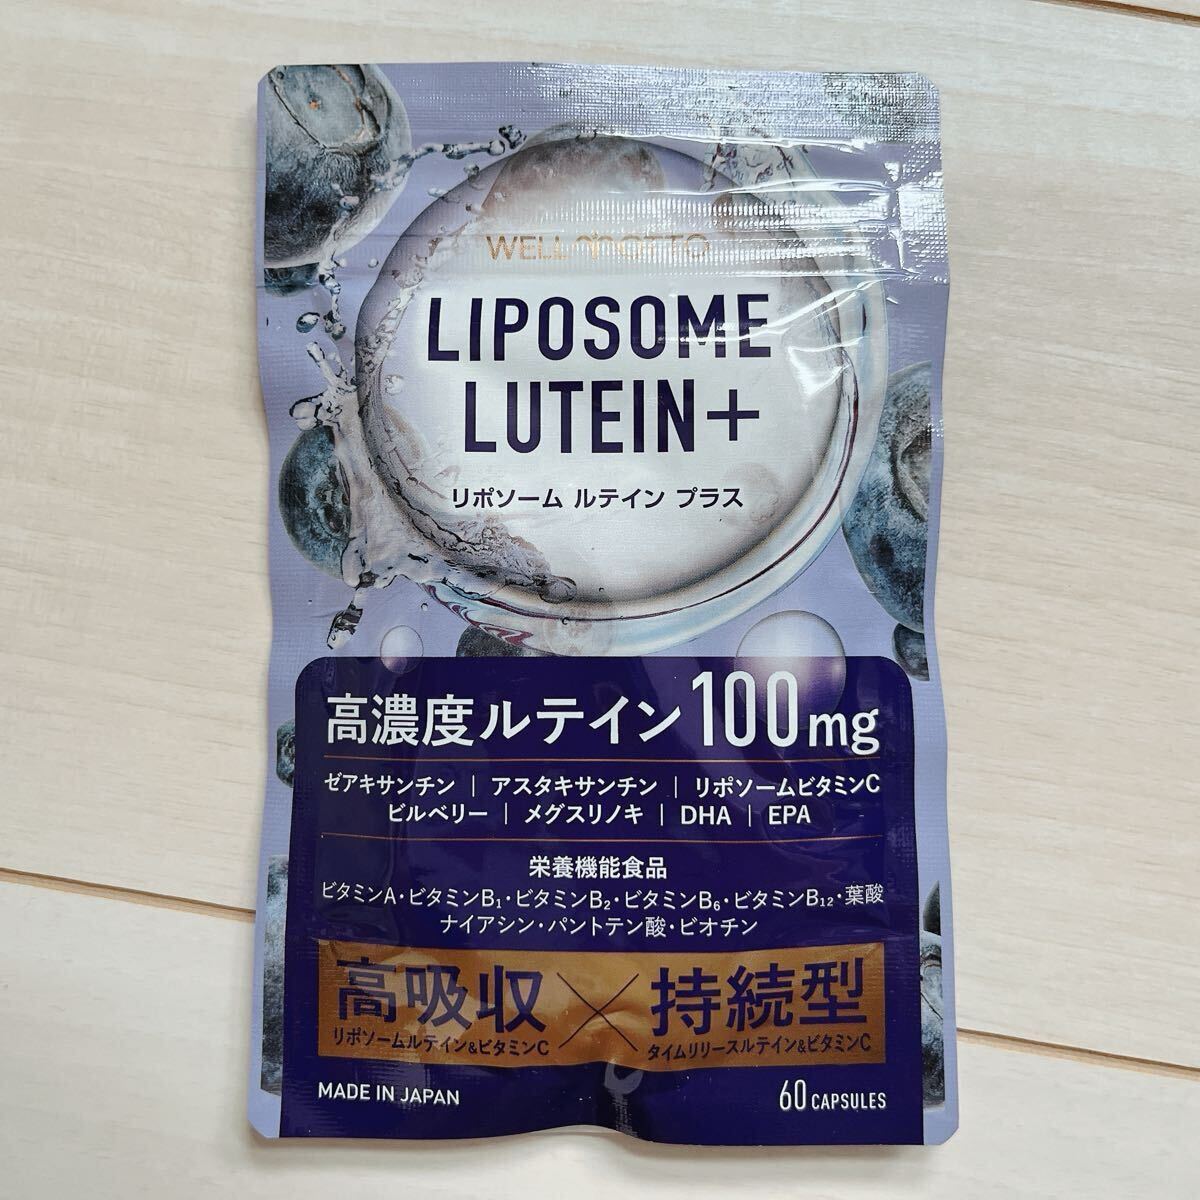 WELLMOTTO
LIPOSOME
LUTEIN+
リポソーム ルテイン プラス
高濃度ルテイン100mg
ゼアキサンチン | アスタキサンチン | リポソームビタミンC
ビルベリー | メグスリノキ | DHA | EPA
栄養機能食品
ビタミンA・ビタミンB₁・ビタミンB₂・ビタミンB₆・ビタミンB₁₂・葉酸
ナイアシン・パントテン酸・ビオチン
高吸収×持続型
リポソームルテイン&ビタミンC タイムリリースルテイン&ビタミンC
MADE IN JAPAN 60 CAPSULES